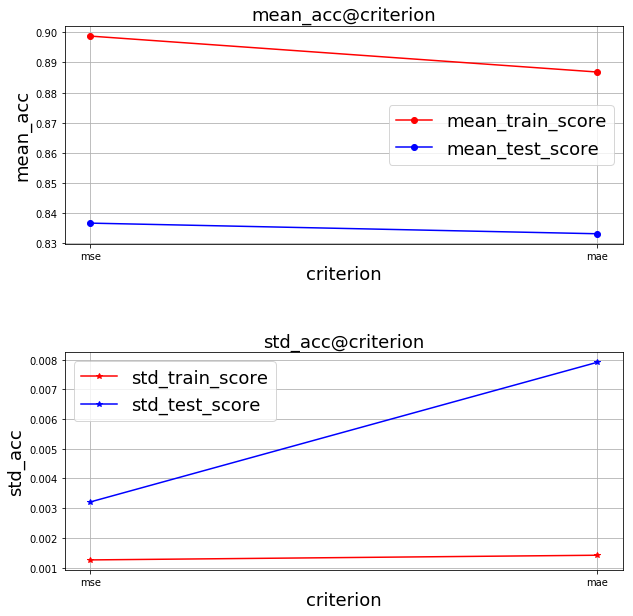 mean_acc@criterion
0.90
0.89
0.88
0.87
0.86
0.85
0.84
0.83
mean_acc
mean_train_score
mean_test_score
mse
mae
criterion
std_acc@criterion
0.008
0.007
0.006
0.005
0.004
0.003
0.002
0.001
std_acc
std_train_score
std_test_score
mse
mae
criterion